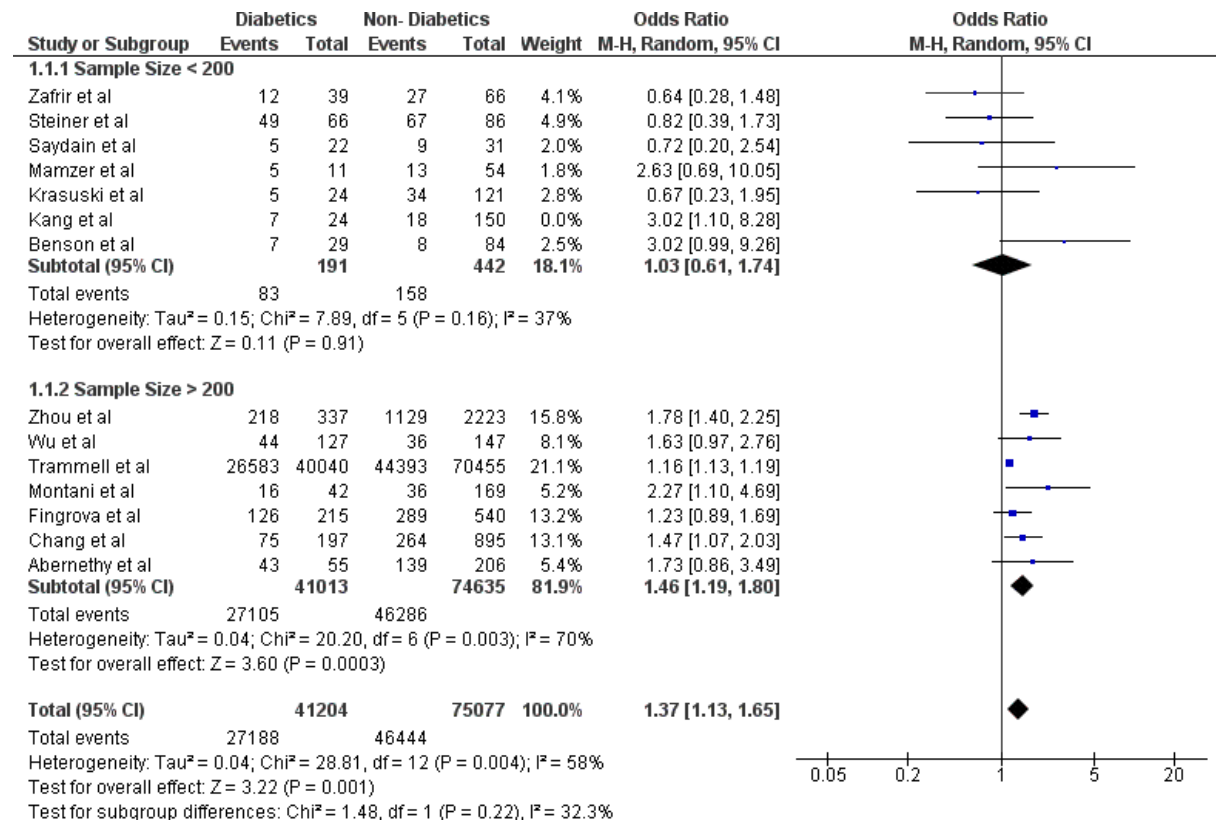 Diabetics Non- Diabetics Odds Ratio Odds Ratio
Study or Subgroup Events Total Events Total Weight M-H, Random, 95% CI M-H, Random, 95% CI
1.1.1 Sample Size < 200
Zafrir et al 12 39 27 66 4.1% 0.64 [0.28, 1.48]
Steiner et al 49 66 67 86 4.9% 0.82 [0.39, 1.73]
Saydain et al 5 22 9 31 2.0% 0.72 [0.20, 2.54]
Mamzer et al 5 11 13 54 1.8% 2.63 [0.69, 10.05]
Krasuski et al 5 24 34 121 2.8% 0.67 [0.23, 1.95]
Kang et al 7 24 18 150 0.0% 3.02 [1.10, 8.28]
Benson et al 7 29 8 84 2.5% 3.02 [0.99, 9.26]
Subtotal (95% CI) 191 442 18.1% 1.03 [0.61, 1.74]
Total events 83 158
Heterogeneity: Tau² = 0.15; Chi² = 7.89, df = 5 (P = 0.16); I² = 37%
Test for overall effect: Z = 0.11 (P = 0.91)
1.1.2 Sample Size > 200
Zhou et al 218 337 1129 2223 15.8% 1.78 [1.40, 2.25]
Wu et al 44 127 36 147 8.1% 1.63 [0.97, 2.76]
Trammell et al 26583 40040 44393 70455 21.1% 1.16 [1.13, 1.19]
Montani et al 16 42 36 169 5.2% 2.27 [1.10, 4.69]
Fingrova et al 126 215 289 540 13.2% 1.23 [0.89, 1.69]
Chang et al 75 197 264 895 13.1% 1.47 [1.07, 2.03]
Abernethy et al 43 55 139 206 5.4% 1.73 [0.86, 3.49]
Subtotal (95% CI) 41013 74635 81.9% 1.46 [1.19, 1.80]
Total events 27105 46286
Heterogeneity: Tau² = 0.04; Chi² = 20.20, df = 6 (P = 0.003); I² = 70%
Test for overall effect: Z = 3.60 (P = 0.0003)
Total (95% CI) 41204 75077 100.0% 1.37 [1.13, 1.65]
Total events 27188 46444
Heterogeneity: Tau² = 0.04; Chi² = 28.81, df = 12 (P = 0.004); I² = 58%
Test for overall effect: Z = 3.22 (P = 0.001)
Test for subgroup differences: Chi² = 1.48, df = 1 (P = 0.22), I² = 32.3%
0.05 0.2 1 5 20